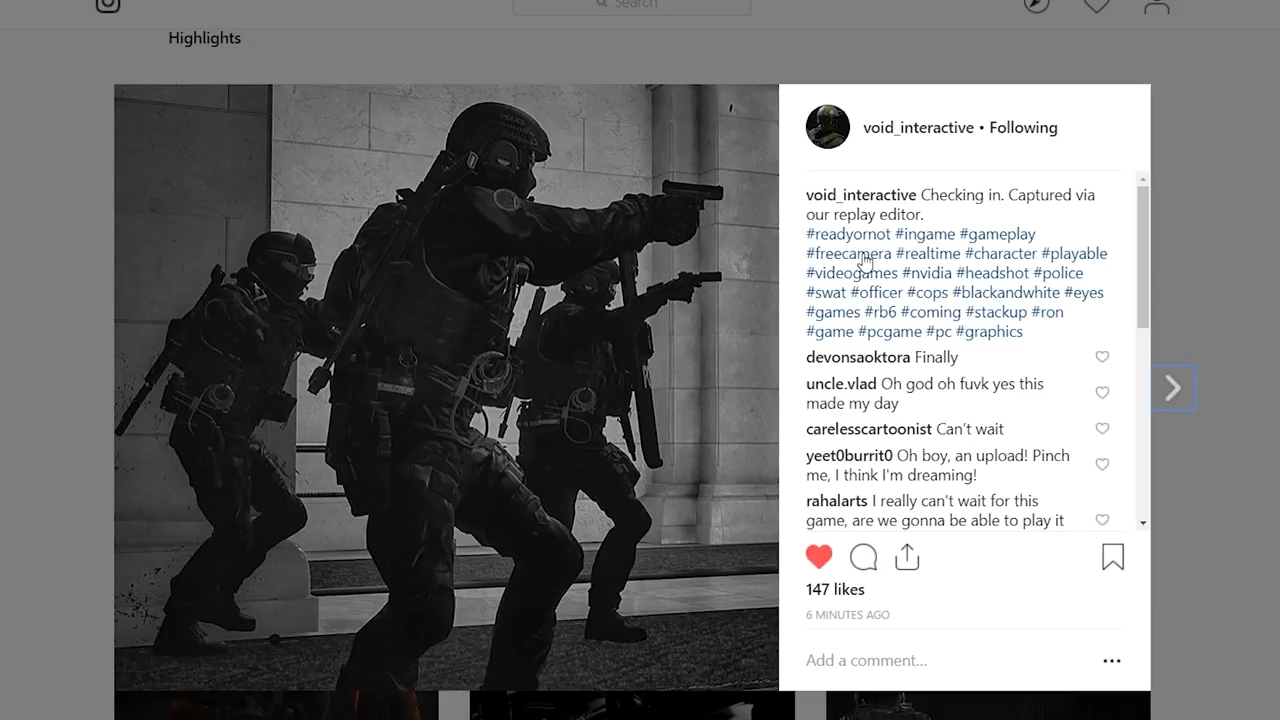 Search
Highlights
POLICE
void_interactive • Following
void_interactive Checking in. Captured via
our replay editor.
#readyornot #ingame #gameplay
#freecamera #realtime #character #playable
#videogames #nvidia #headshot #police
#swat #officer #cops #blackandwhite #eyes
#games #rb6 #coming #stackup #ron
#game #pcgame #pc #graphics
devonsaoktora Finally
uncle.vlad Oh god oh fuvk yes this
made my day
carelesscartoonist Can't wait
yeet0burrit0 Oh boy, an upload! Pinch
me, I think I'm dreaming!
rahalarts I really can't wait for this
game, are we gonna be able to play it
147 likes
6 MINUTES AGO
Add a comment...